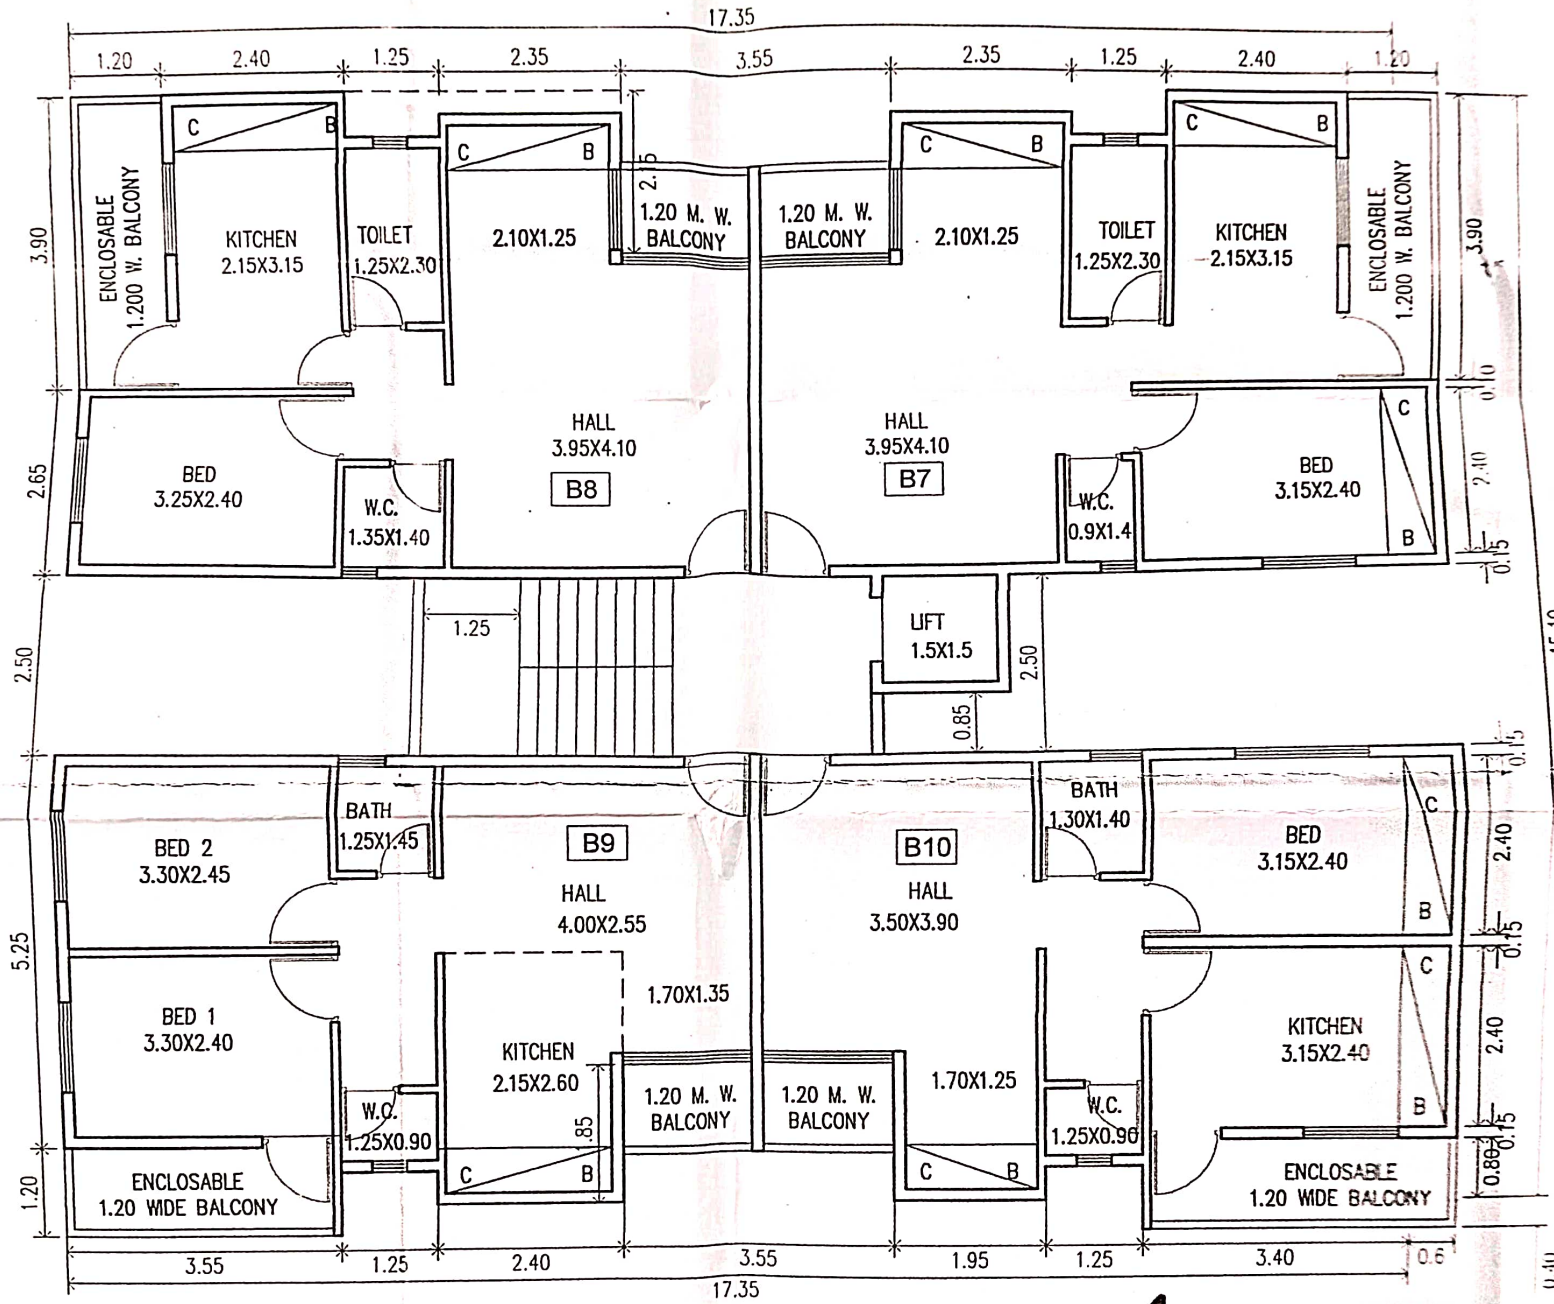 17.35
1.20 2.40 1.25 2.35 3.55 2.35 1.25 2.40 1.20
C B C B C B C B
3.90
ENCLOSABLE
1.200 W. BALCONY
KITCHEN
2.15X3.15
TOILET
1.25X2.30
2.10X1.25
2.15
1.20 M. W.
BALCONY
1.20 M. W.
BALCONY
2.10X1.25
TOILET
1.25X2.30
KITCHEN
2.15X3.15
ENCLOSABLE
1.200 W. BALCONY
3.90
0.10
2.65
BED
3.25X2.40
W.C.
1.35X1.40
HALL
3.95X4.10
B8
HALL
3.95X4.10
B7
W.C.
0.9X1.4
BED
3.15X2.40
C
B
2.40
0.15
2.50
1.25
LIFT
1.5X1.5
2.50
0.85
0.15
5.25
BED 2
3.30X2.45
BATH
1.25X1.45
B9
HALL
4.00X2.55
B10
HALL
3.50X3.90
BATH
1.30X1.40
BED
3.15X2.40
C
B
2.40
0.15
BED 1
3.30X2.40
W.C.
1.25X0.90
KITCHEN
2.15X2.60
1.70X1.35
.85
1.20 M. W.
BALCONY
1.20 M. W.
BALCONY
1.70X1.25
W.C.
1.25X0.90
KITCHEN
3.15X2.40
C
B
2.40
0.15
0.80
1.20
ENCLOSABLE
1.20 WIDE BALCONY
C B
C B
ENCLOSABLE
1.20 WIDE BALCONY
3.55 1.25 2.40 3.55 1.95 1.25 3.40 0.6
17.35